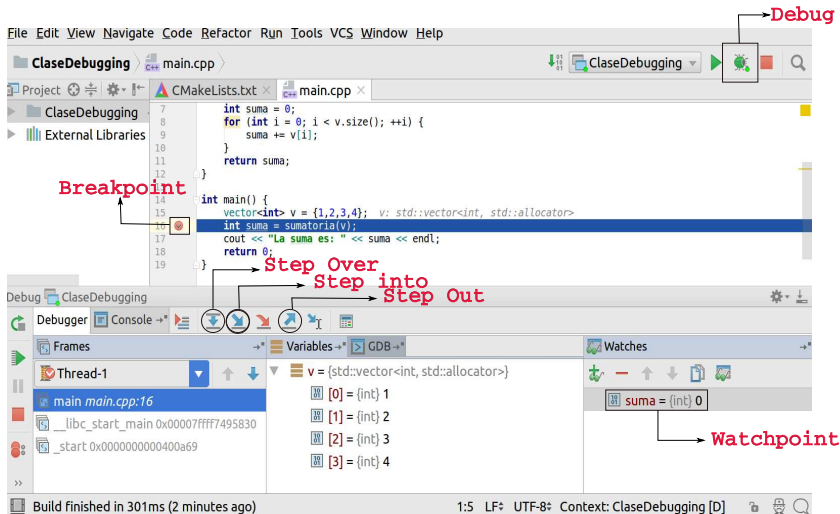 Debug
File Edit View Navigate Code Refactor Run Tools VCS Window Help
ClaseDebugging main.cpp ClaseDebugging
Project CMakeLists.txt main.cpp
ClaseDebugging
External Libraries
7 int suma = 0;
8 for (int i = 0; i < v.size(); ++i) {
9 suma += v[i];
10 }
11 return suma;
12 }
13
Breakpoint
14 int main() {
15 vector<int> v = {1,2,3,4}; v: std::vector<int, std::allocator>
16 int suma = sumatoria(v);
17 cout << "La suma es: " << suma << endl;
18 return 0;
19 }
Step Over
Step into
Step Out
Debug ClaseDebugging
Debugger Console
Frames Variables GDB Watches
Thread-1
main main.cpp:16
__libc_start_main 0x00007ffff7495830
_start 0x0000000000400a69
v = {std::vector<int, std::allocator>}
[0] = {int} 1
[1] = {int} 2
[2] = {int} 3
[3] = {int} 4
suma = {int} 0
Watchpoint
Build finished in 301ms (2 minutes ago) 1:5 LF UTF-8 Context: ClaseDebugging [D]